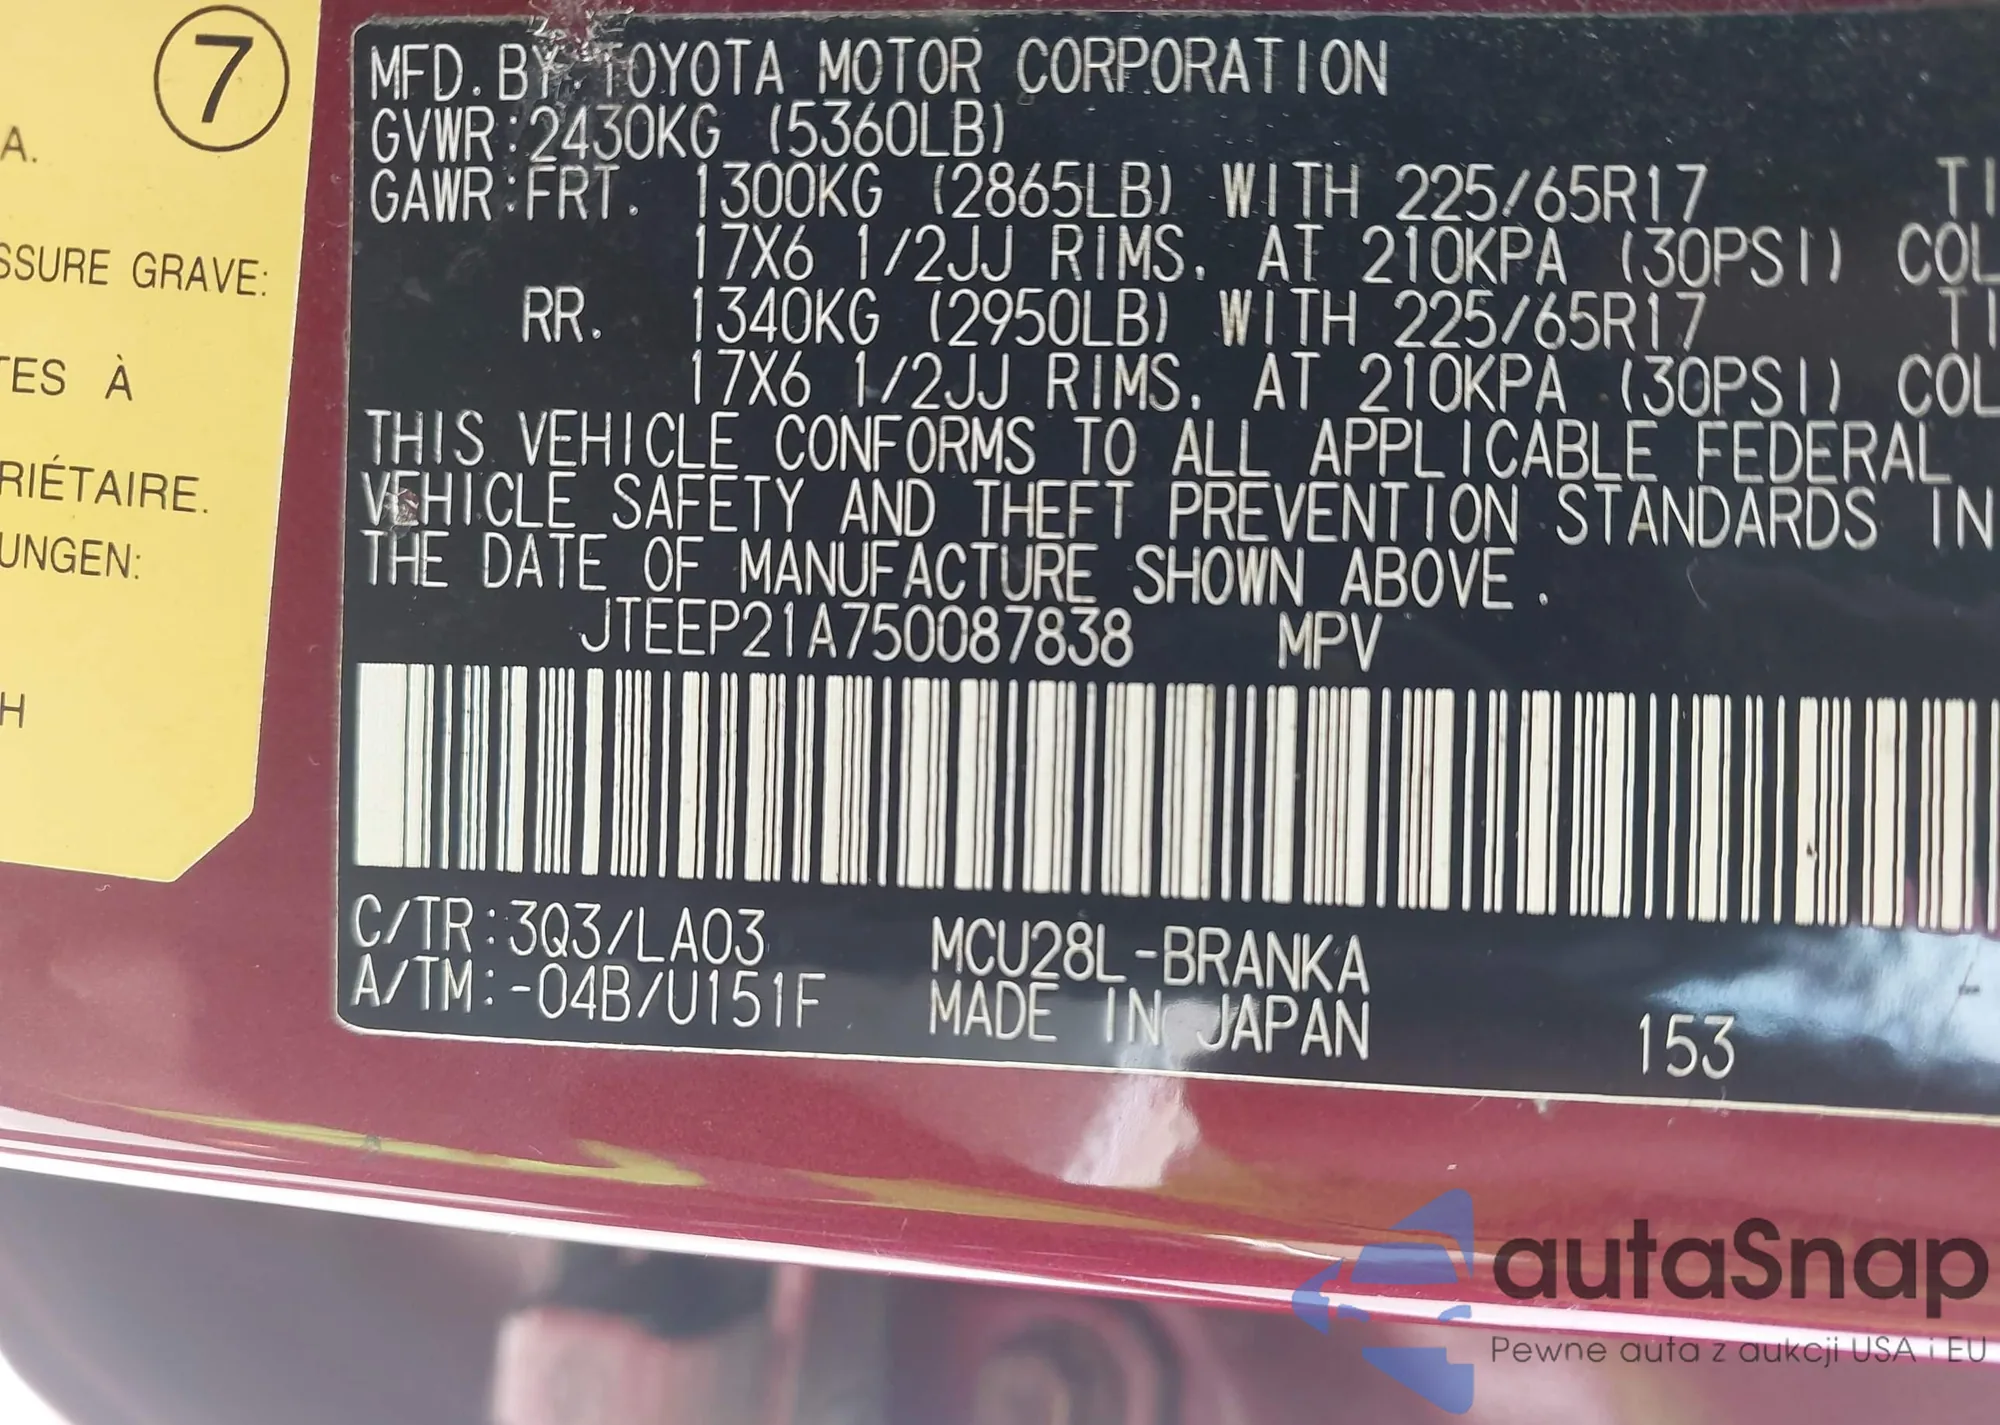 7
A.
SSURE GRAVE:
TES À
RIÉTAIRE.
UNGEN:
H
MFD. BY TOYOTA MOTOR CORPORATION
GVWR:2430KG (5360LB)
GAWR:FRT. 1300KG (2865LB) WITH 225/65R17 TI
17X6 1/2JJ RIMS, AT 210KPA (30PSI) COL
RR. 1340KG (2950LB) WITH 225/65R17 TI
17X6 1/2JJ RIMS, AT 210KPA (30PSI) COL
THIS VEHICLE CONFORMS TO ALL APPLICABLE FEDERAL
VEHICLE SAFETY AND THEFT PREVENTION STANDARDS IN
THE DATE OF MANUFACTURE SHOWN ABOVE.
JTEEP21A750087838 MPV
C/TR:3Q3/LA03 MCU28L-BRANKA
A/TM:-04B/U151F MADE IN JAPAN 153
autaSnap
Pewne auta z aukcji USA i EU